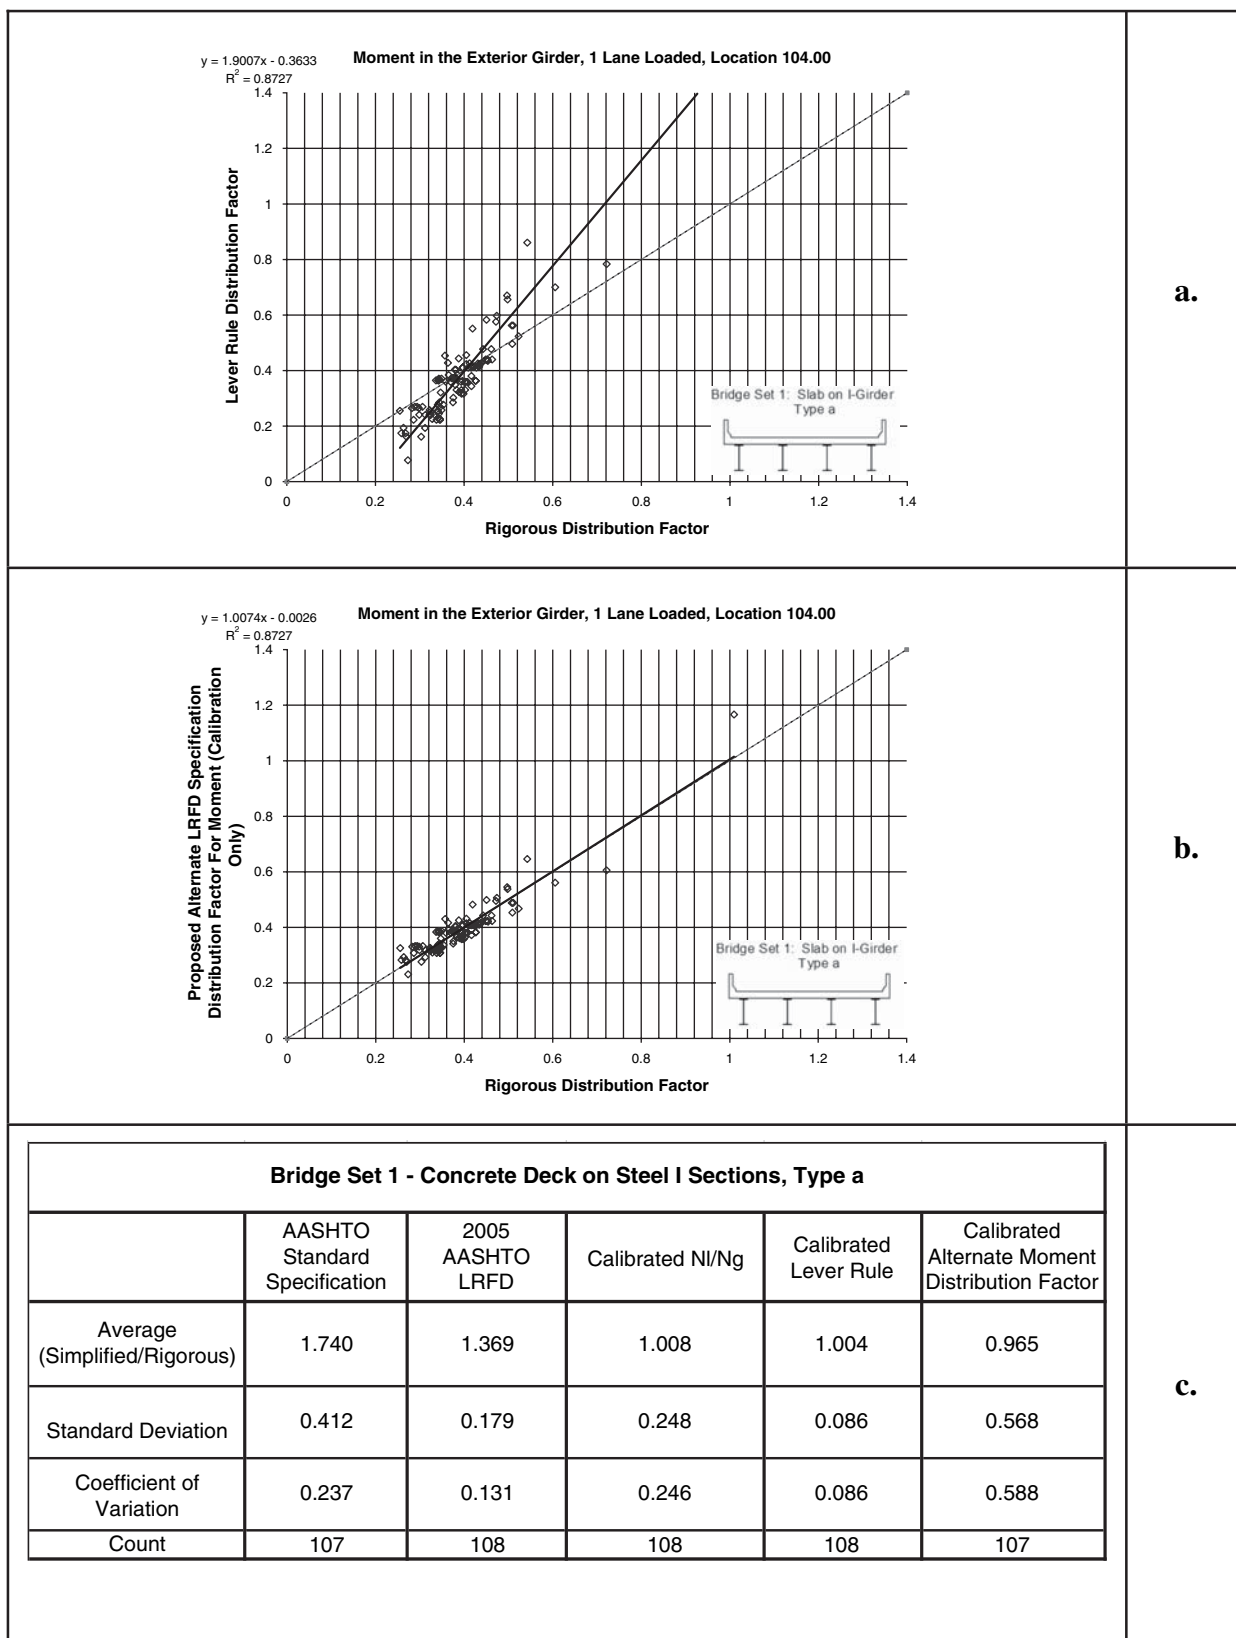 y = 1.9007x - 0.3633
R² = 0.8727
Moment in the Exterior Girder, 1 Lane Loaded, Location 104.00
Lever Rule Distribution Factor
1.4
1.2
1
0.8
0.6
0.4
0.2
0
0 0.2 0.4 0.6 0.8 1 1.2 1.4
Rigorous Distribution Factor
Bridge Set 1: Slab on I-Girder
Type a
a.
y = 1.0074x - 0.0026
R² = 0.8727
Moment in the Exterior Girder, 1 Lane Loaded, Location 104.00
Proposed Alternate LRFD Specification
Distribution Factor For Moment (Calibration
Only)
1.4
1.2
1
0.8
0.6
0.4
0.2
0
0 0.2 0.4 0.6 0.8 1 1.2 1.4
Rigorous Distribution Factor
Bridge Set 1: Slab on I-Girder
Type a
b.
Bridge Set 1 - Concrete Deck on Steel I Sections, Type a
AASHTO Standard Specification
2005 AASHTO LRFD
Calibrated Nl/Ng
Calibrated Lever Rule
Calibrated Alternate Moment Distribution Factor
Average (Simplified/Rigorous) 1.740 1.369 1.008 1.004 0.965
Standard Deviation 0.412 0.179 0.248 0.086 0.568
Coefficient of Variation 0.237 0.131 0.246 0.086 0.588
Count 107 108 108 108 107
c.